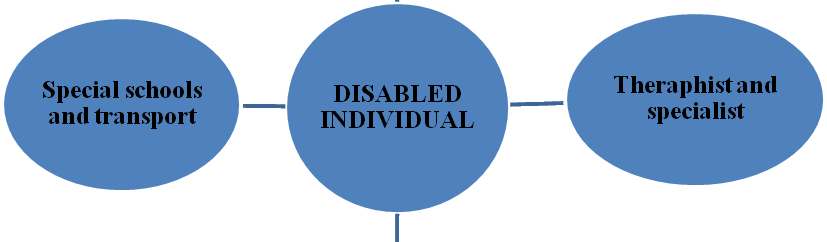 Special schools
and transport
DISABLED
INDIVIDUAL
Theraphist and
specialist